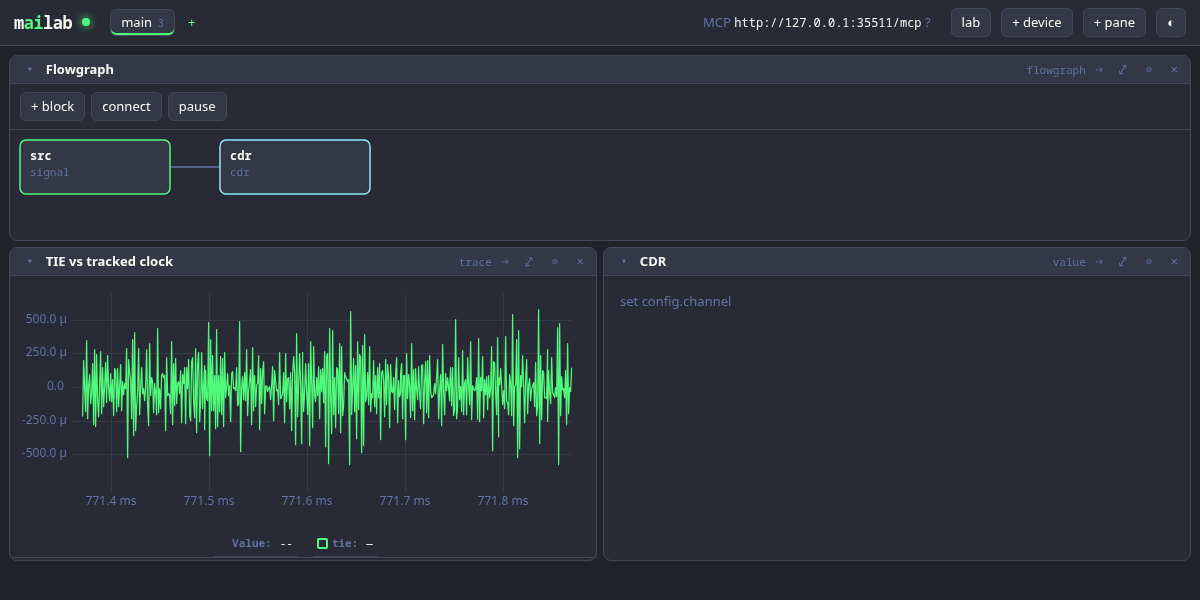 mailab main 3 + MCP http://127.0.0.1:35511/mcp ? lab + device + pane
Flowgraph flowgraph
+ block connect pause
src cdr
signal cdr
TIE vs tracked clock trace
CDR value
set config.channel
500.0 µ
250.0 µ
0.0
-250.0 µ
-500.0 µ
771.4 ms 771.5 ms 771.6 ms 771.7 ms 771.8 ms
Value: -- tie: —